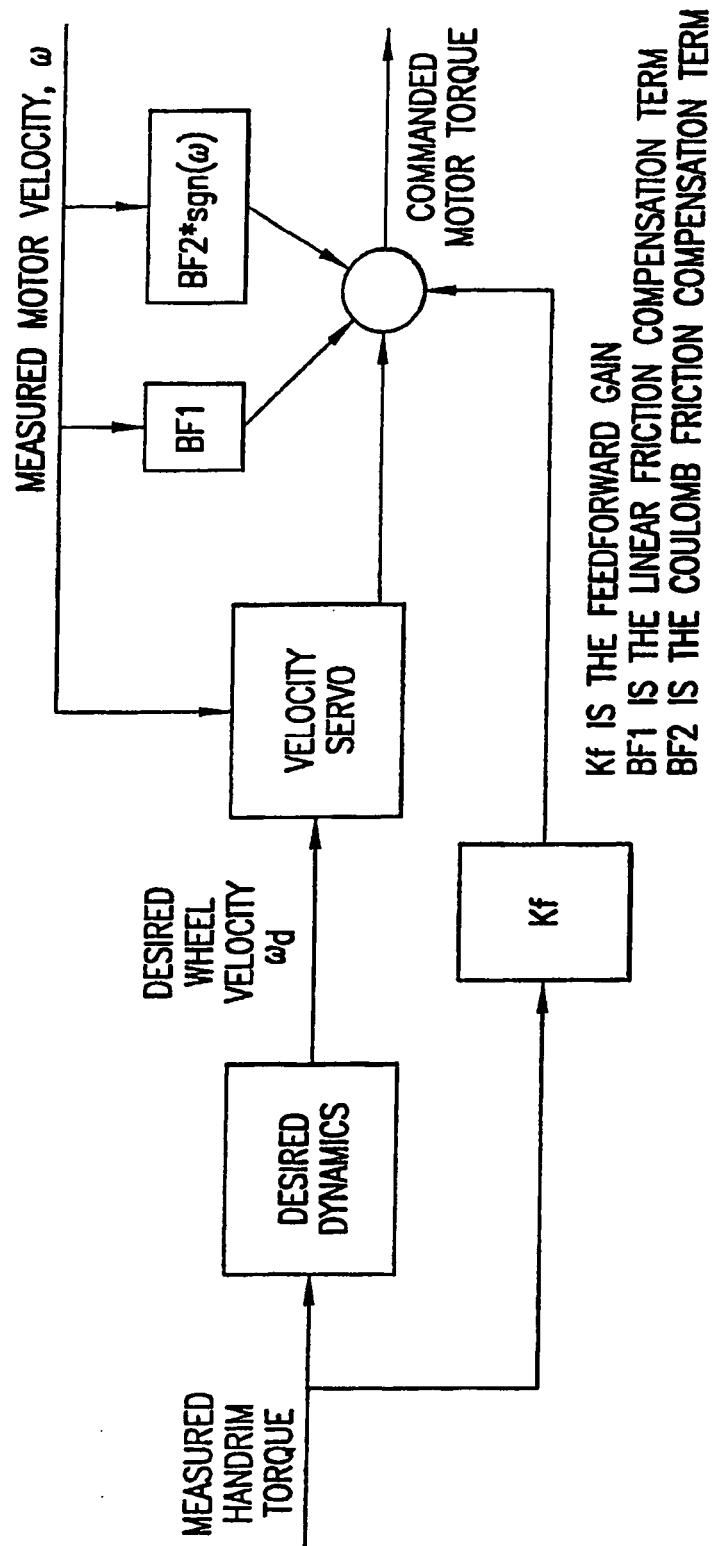 MEASURED MOTOR VELOCITY, ω
BF1
BF2*sgn(ω)
MEASURED
HANDRIM
TORQUE
DESIRED
DYNAMICS
DESIRED
WHEEL
VELOCITY
ωd
VELOCITY
SERVO
COMMANDED
MOTOR TORQUE
Kf
Kf IS THE FEEDFORWARD GAIN
BF1 IS THE LINEAR FRICTION COMPENSATION TERM
BF2 IS THE COULOMB FRICTION COMPENSATION TERM